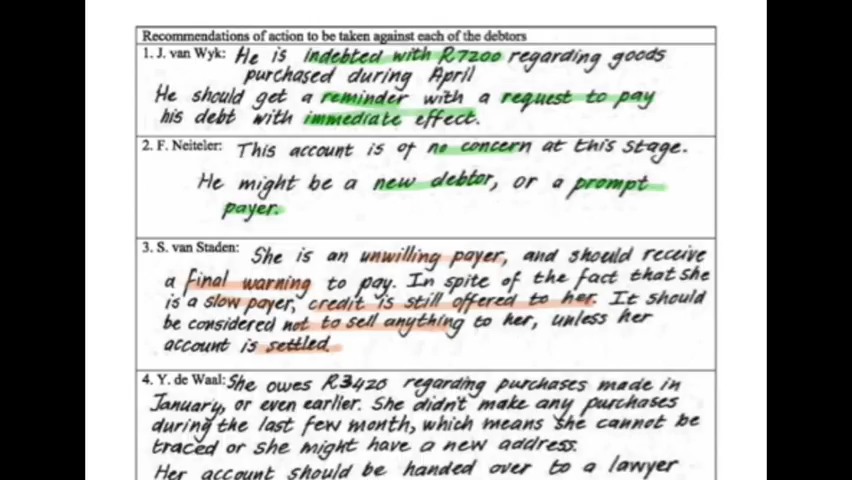 Recommendations of action to be taken against each of the debtors
1. J. van Wyk: He is indebted with R7200 regarding goods
purchased during April
He should get a reminder with a request to pay
his debt with immediate effect.
2. F. Neiteler: This account is of no concern at this stage.
He might be a new debtor, or a prompt
payer.
3. S. van Staden: She is an unwilling payer, and should receive
a final warning to pay. In spite of the fact that she
is a slow payer, credit is still offered to her. It should
be considered not to sell anything to her, unless her
account is settled.
4. Y. de Waal: She owes R3420 regarding purchases made in
January, or even earlier. She didn't make any purchases
during the last few month, which means she cannot be
traced or she might have a new address.
Her account should be handed over to a lawyer